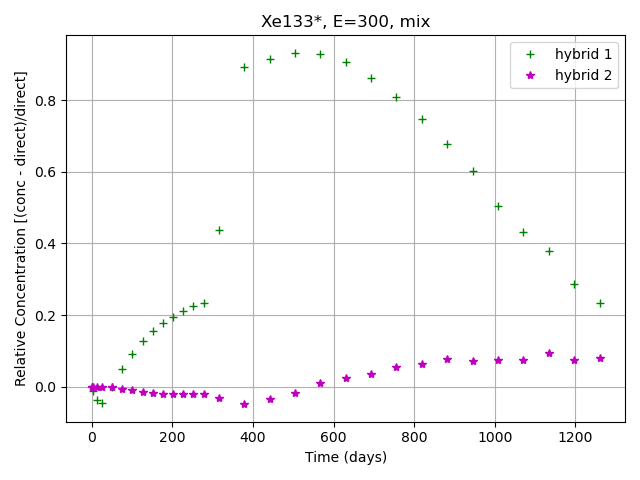 Xe133*, E=300, mix
hybrid 1
hybrid 2
Relative Concentration [(conc - direct)/direct]
0.8
0.6
0.4
0.2
0.0
0 200 400 600 800 1000 1200
Time (days)